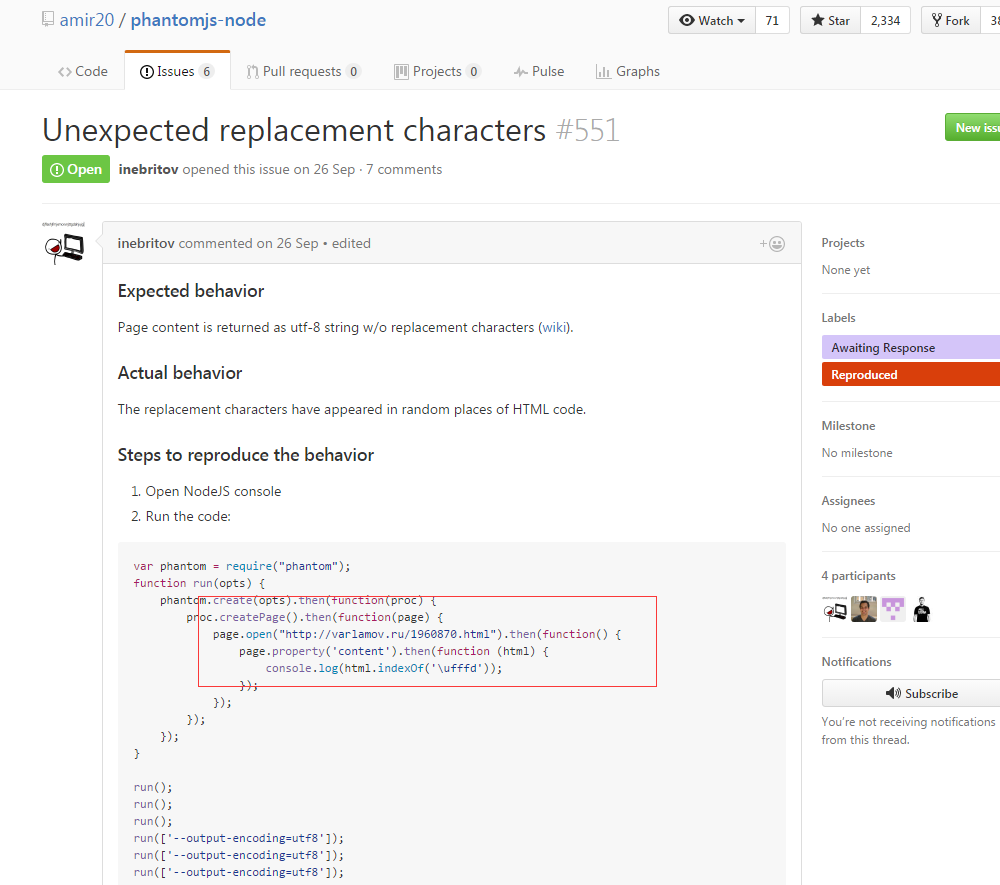 amir20 / phantomjs-node
Watch 71 Star 2,334 Fork
Code Issues 6 Pull requests 0 Projects 0 Pulse Graphs
Unexpected replacement characters #551
New
Open inebritov opened this issue on 26 Sep · 7 comments
inebritov commented on 26 Sep • edited
Expected behavior
Page content is returned as utf-8 string w/o replacement characters (wiki).
Actual behavior
The replacement characters have appeared in random places of HTML code.
Steps to reproduce the behavior
1. Open NodeJS console
2. Run the code:
var phantom = require("phantom");
function run(opts) {
phantom.create(opts).then(function(proc) {
proc.createPage().then(function(page) {
page.open("http://varlamov.ru/1960870.html").then(function() {
page.property('content').then(function (html) {
console.log(html.indexOf('\ufffd'));
});
});
});
});
}
run();
run();
run();
run(['--output-encoding=utf8']);
run(['--output-encoding=utf8']);
run(['--output-encoding=utf8']);
Projects
None yet
Labels
Awaiting Response
Reproduced
Milestone
No milestone
Assignees
No one assigned
4 participants
Notifications
Subscribe
You're not receiving notifications
from this thread.